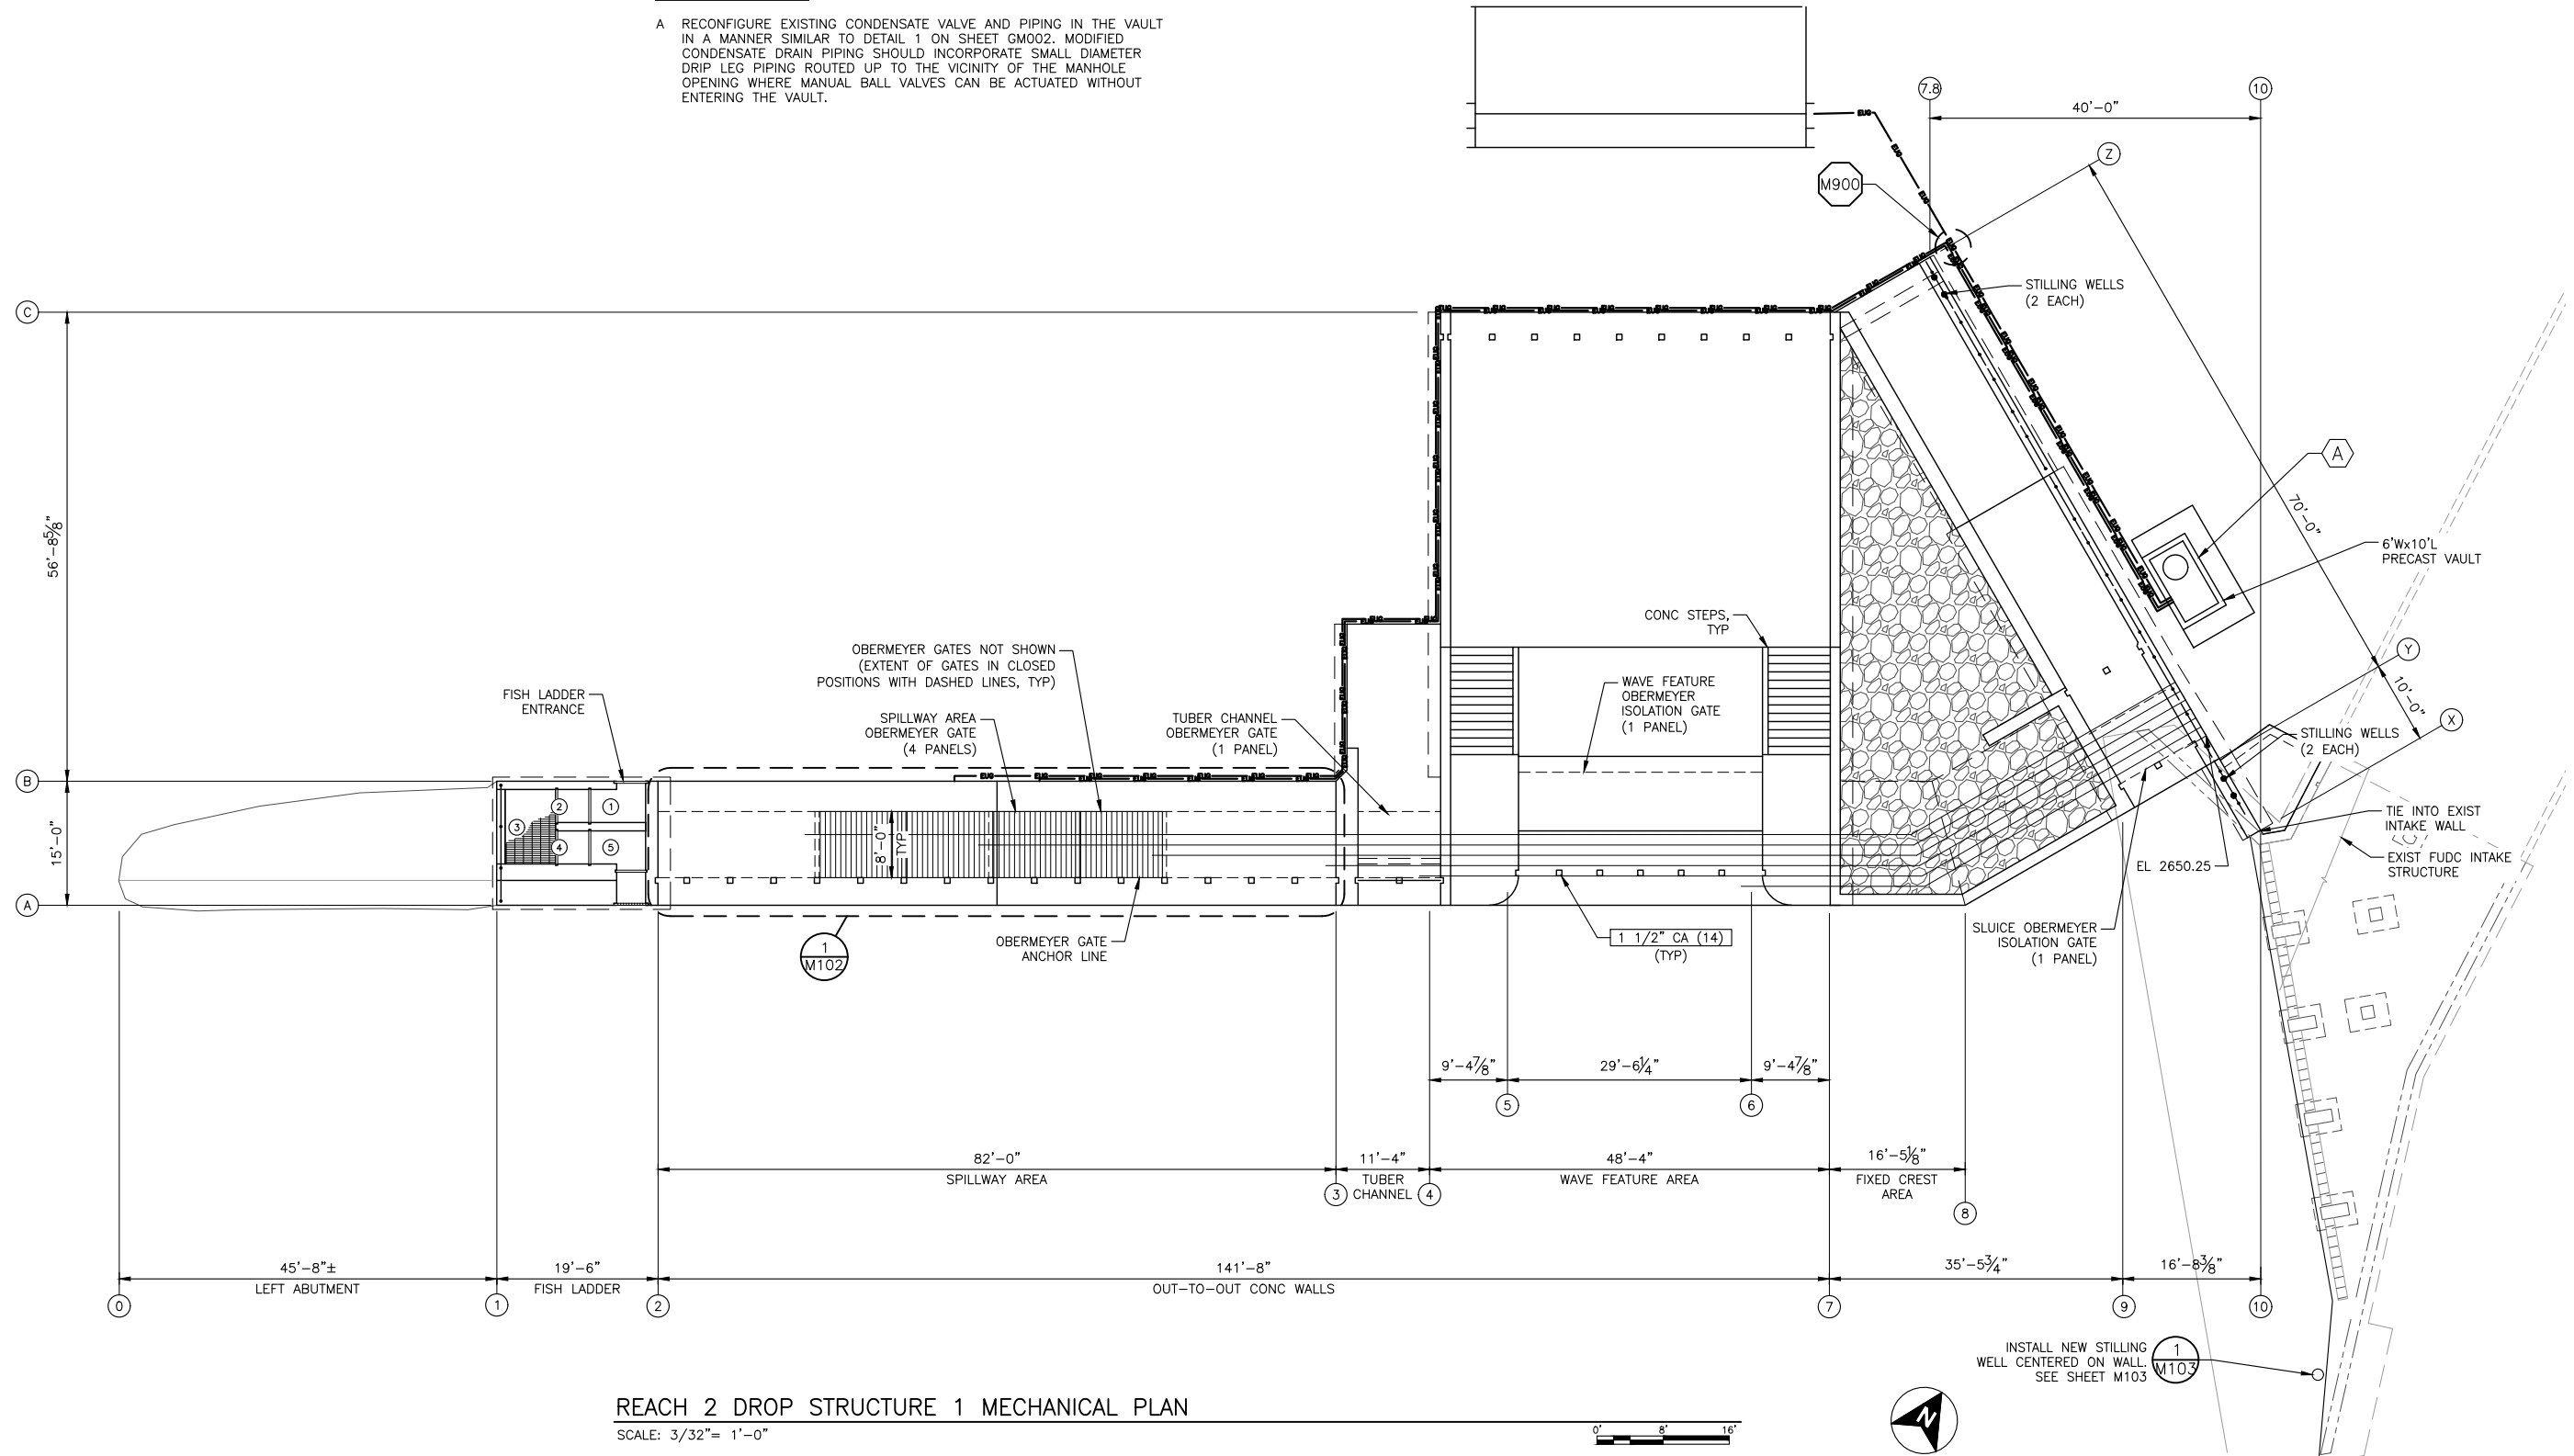 A RECONFIGURE EXISTING CONDENSATE VALVE AND PIPING IN THE VAULT
IN A MANNER SIMILAR TO DETAIL 1 ON SHEET GM002. MODIFIED
CONDENSATE DRAIN PIPING SHOULD INCORPORATE SMALL DIAMETER
DRIP LEG PIPING ROUTED UP TO THE VICINITY OF THE MANHOLE
OPENING WHERE MANUAL BALL VALVES CAN BE ACTUATED WITHOUT
ENTERING THE VAULT.
7.8
10
40'-0"
Z
M900
EUG
STILLING WELLS
(2 EACH)
C
A
70'-0"
6'Wx10'L
PRECAST VAULT
56'-8⅝"
CONC STEPS,
TYP
OBERMEYER GATES NOT SHOWN
(EXTENT OF GATES IN CLOSED
POSITIONS WITH DASHED LINES, TYP)
Y
WAVE FEATURE
OBERMEYER
ISOLATION GATE
(1 PANEL)
FISH LADDER
ENTRANCE
10'-0"
SPILLWAY AREA
OBERMEYER GATE
(4 PANELS)
TUBER CHANNEL
OBERMEYER GATE
(1 PANEL)
X
STILLING WELLS
(2 EACH)
B
EUG
2
1
3
4
5
15'-0"
8'-0"
TYP
TIE INTO EXIST
INTAKE WALL
EXIST FUDC INTAKE
STRUCTURE
EL 2650.25
A
OBERMEYER GATE
ANCHOR LINE
1
M102
1 1/2" CA (14)
(TYP)
SLUICE OBERMEYER
ISOLATION GATE
(1 PANEL)
9'-4⅞"
29'-6¼"
9'-4⅞"
5
6
82'-0"
SPILLWAY AREA
11'-4"
TUBER
CHANNEL
48'-4"
WAVE FEATURE AREA
16'-5⅛"
FIXED CREST
AREA
3
4
8
45'-8"±
LEFT ABUTMENT
19'-6"
FISH LADDER
141'-8"
OUT-TO-OUT CONC WALLS
35'-5¾"
16'-8⅜"
0
1
2
7
9
10
INSTALL NEW STILLING
WELL CENTERED ON WALL.
SEE SHEET M103
1
M103
REACH 2 DROP STRUCTURE 1 MECHANICAL PLAN
SCALE: 3/32"= 1'-0"
0' 8' 16'
N